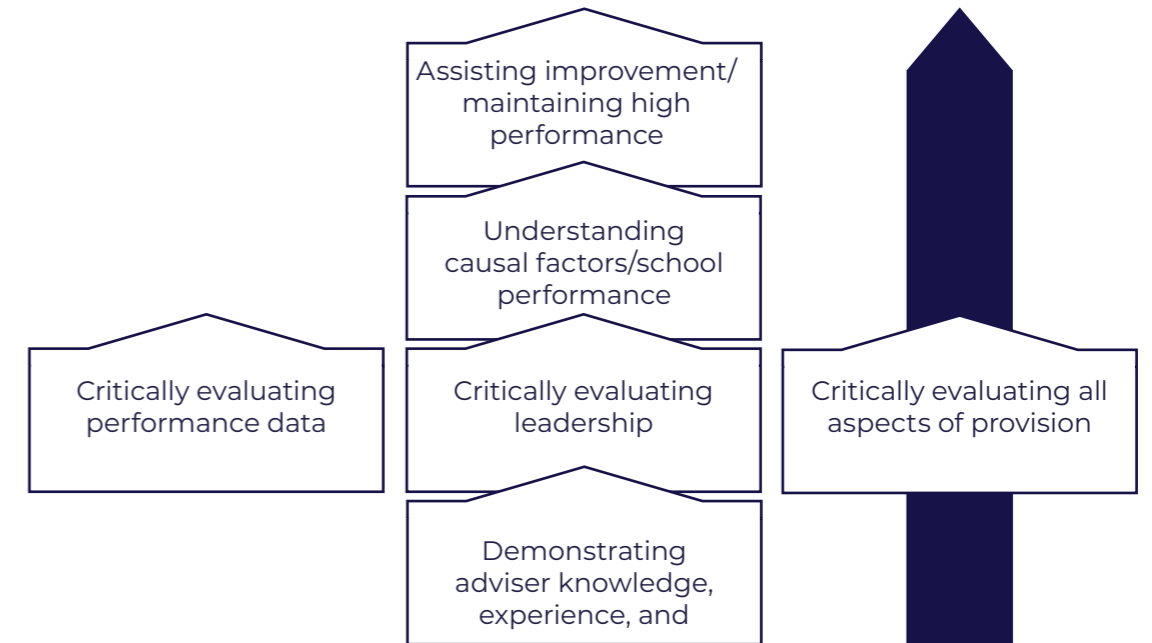 Assisting improvement/
maintaining high
performance
Understanding
causal factors/school
performance
Critically evaluating
performance data
Critically evaluating
leadership
Critically evaluating all
aspects of provision
Demonstrating
adviser knowledge,
experience, and